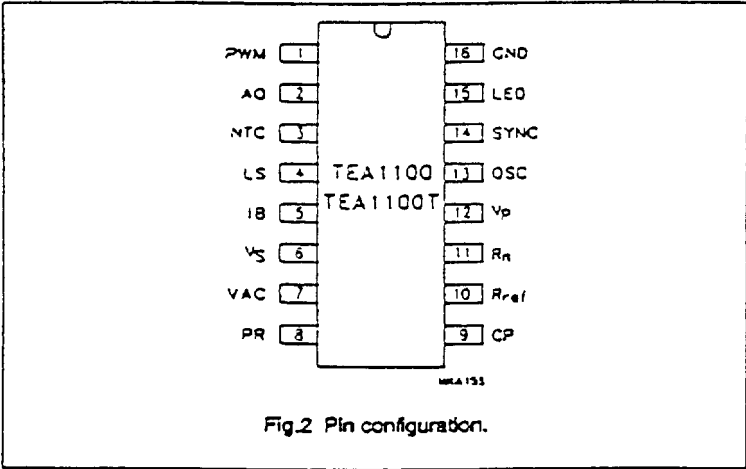 PWM 1
AO 2
NTC 3
LS 4
IB 5
VS 6
VAC 7
PR 8
TEA1100
TEA1100T
16 GND
15 LED
14 SYNC
13 OSC
12 Vp
11 Rn
10 Rref
9 CP
Fig.2 Pin configuration.